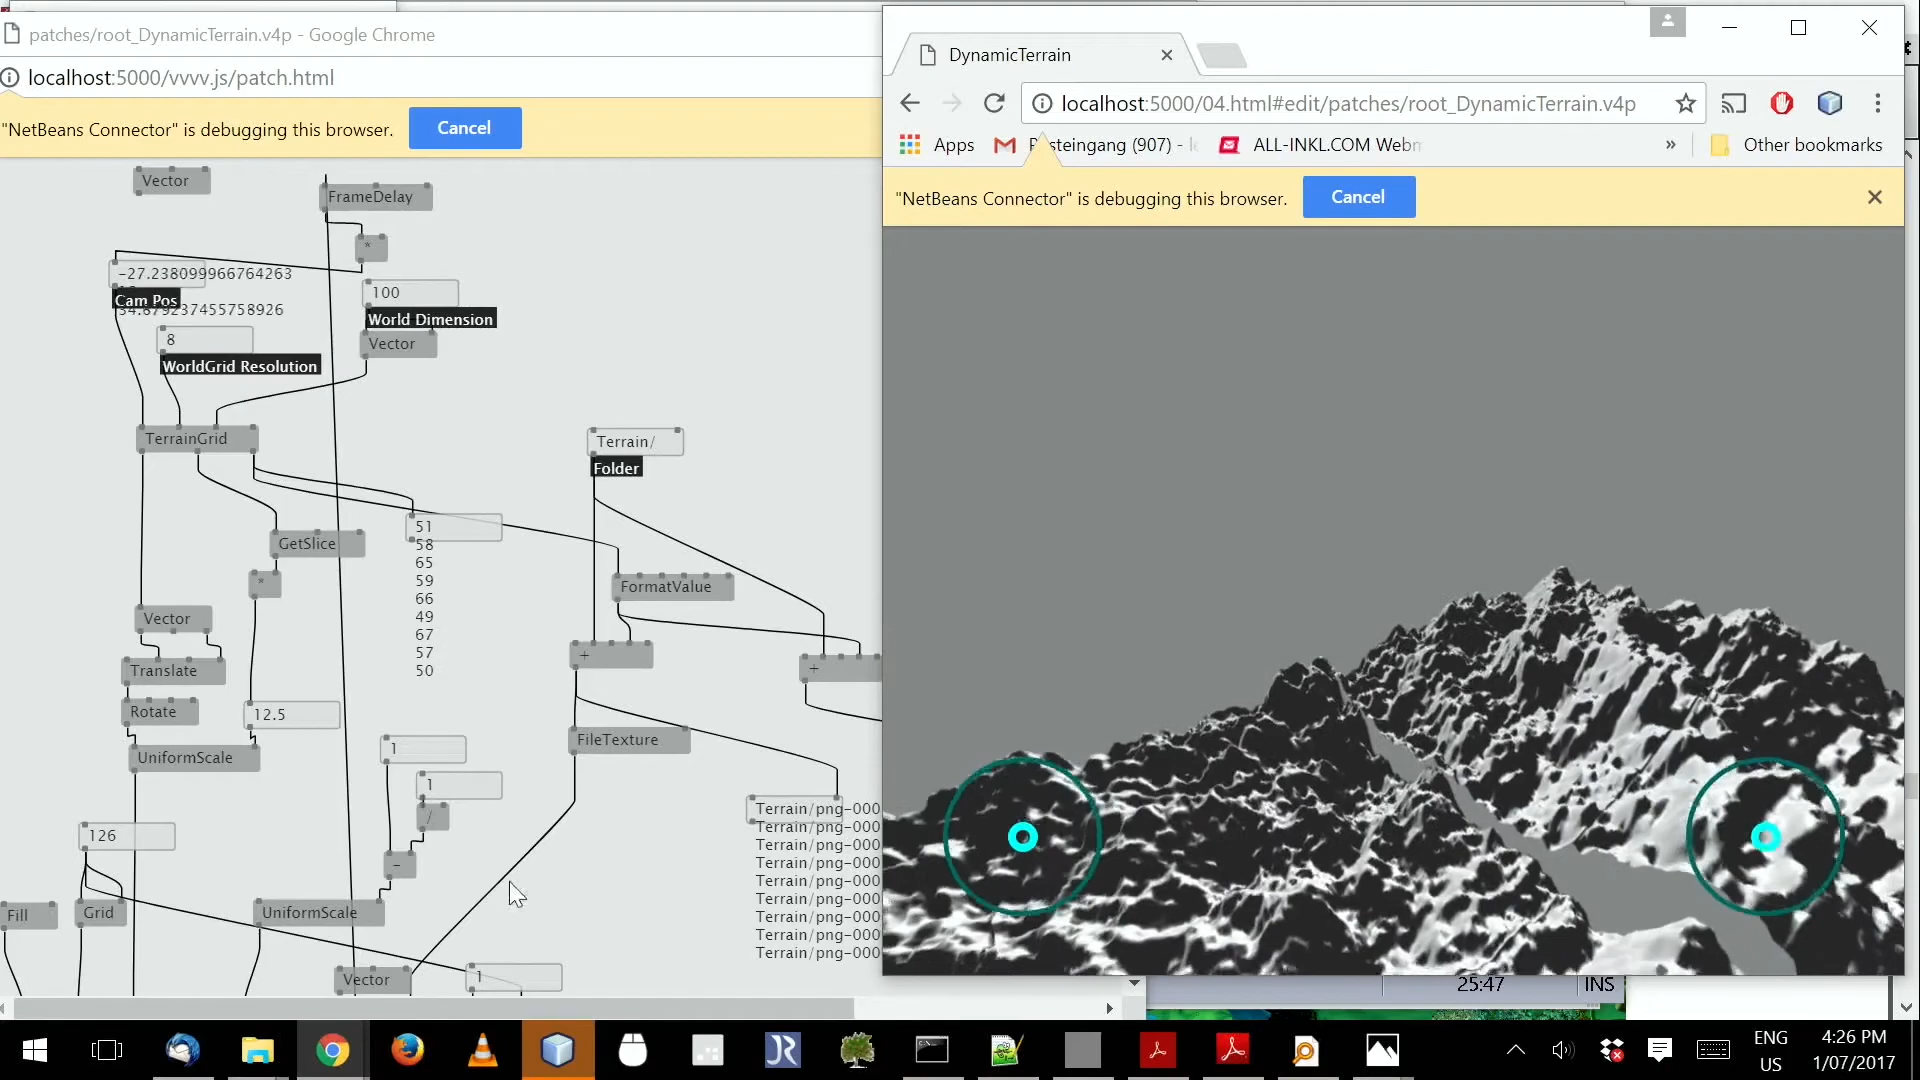 patches/root_DynamicTerrain.v4p - Google Chrome
localhost:5000/vvvv.js/patch.html
"NetBeans Connector" is debugging this browser.
Cancel
Vector
FrameDelay
*
-27.238099966764263
Cam Pos
34.879237455758926
100
World Dimension
Vector
8
WorldGrid Resolution
TerrainGrid
Terrain/
Folder
GetSlice
51
58
65
59
66
49
67
57
50
*
FormatValue
Vector
+
+
Translate
Rotate
12.5
FileTexture
1
UniformScale
1
/
126
-
Terrain/png-000
Terrain/png-000
Terrain/png-000
Terrain/png-000
Terrain/png-000
Terrain/png-000
Terrain/png-000
Terrain/png-000
Terrain/png-000
Fill
Grid
UniformScale
Vector
1
DynamicTerrain
localhost:5000/04.html#edit/patches/root_DynamicTerrain.v4p
Apps
Posteingang (907) -
ALL-INKL.COM Webm
»
Other bookmarks
"NetBeans Connector" is debugging this browser.
Cancel
25:47
INS
ENG
US
4:26 PM
1/07/2017